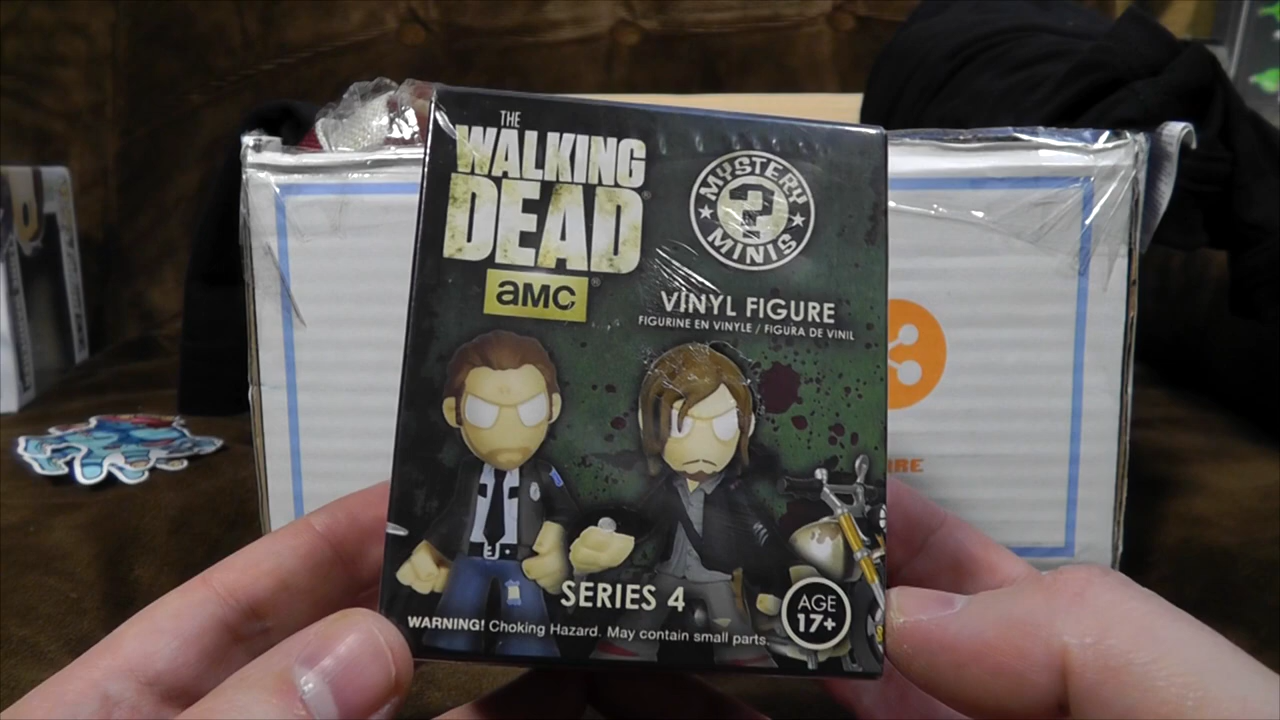 THE
WALKING
DEAD®
aMC®
MYSTERY
?
MINIS
VINYL FIGURE
FIGURINE EN VINYLE / FIGURA DE VINIL
SERIES 4
WARNING! Choking Hazard. May contain small parts.
AGE
17+